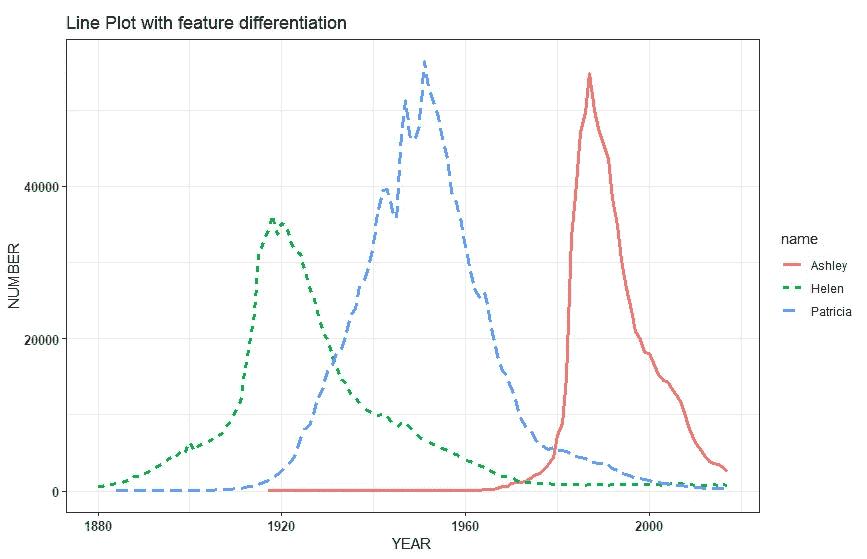 Line Plot with feature differentiation
NUMBER
40000
20000
0
1880
1920
1960
2000
YEAR
name
Ashley
Helen
Patricia